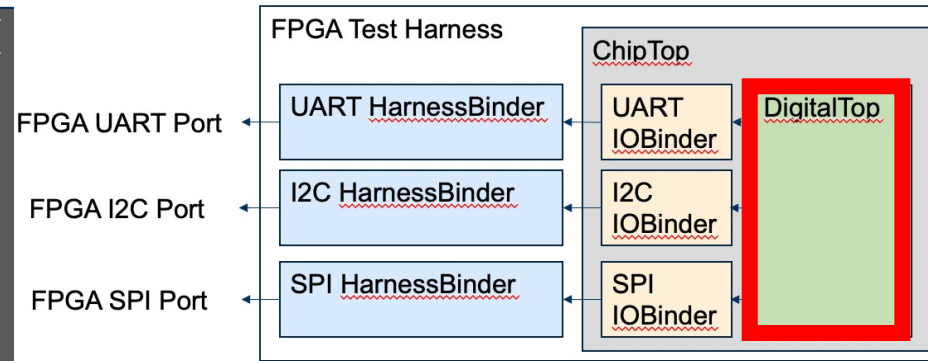 FPGA Test Harness
ChipTop
FPGA UART Port
UART HarnessBinder
UART
IOBinder
DigitalTop
FPGA I2C Port
I2C HarnessBinder
I2C
IOBinder
FPGA SPI Port
SPI HarnessBinder
SPI
IOBinder